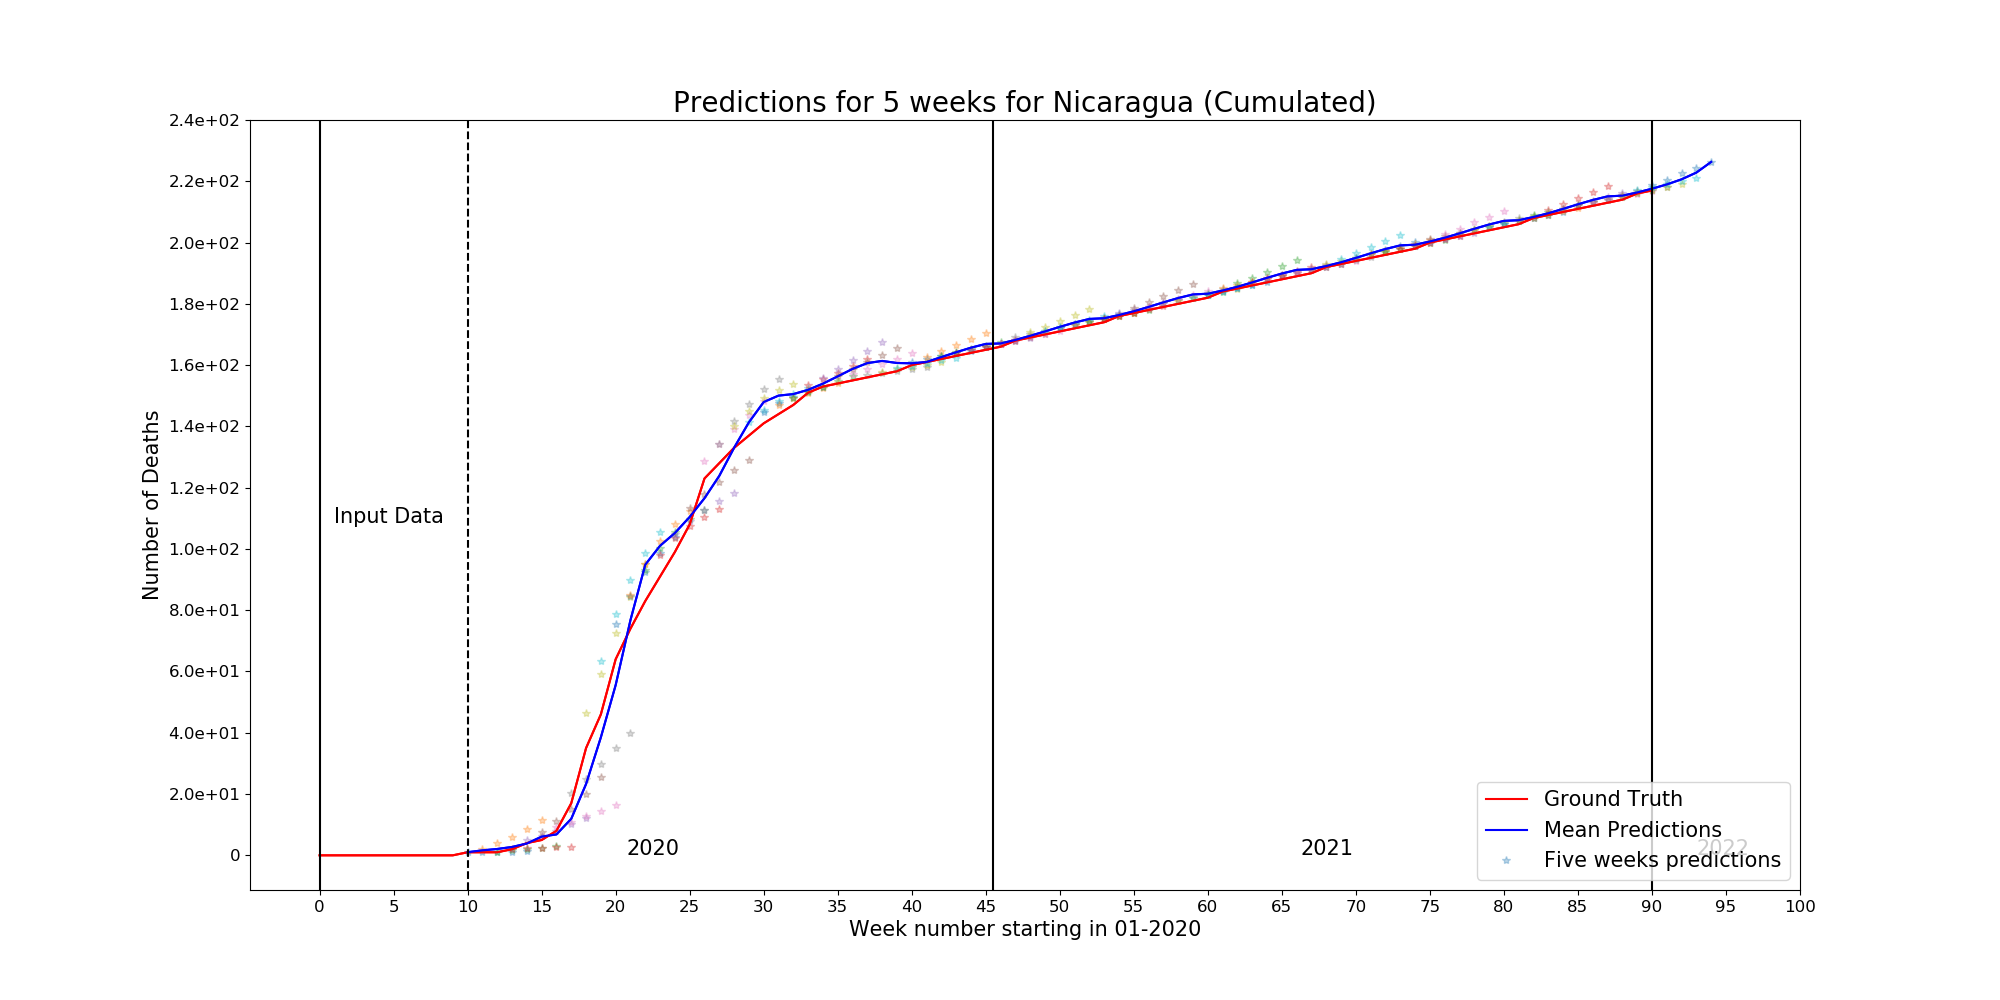 Predictions for 5 weeks for Nicaragua (Cumulated)
2.4e+02
2.2e+02
2.0e+02
1.8e+02
1.6e+02
1.4e+02
1.2e+02
1.0e+02
8.0e+01
6.0e+01
4.0e+01
2.0e+01
0
Number of Deaths
Input Data
2020
2021
2022
Ground Truth
Mean Predictions
Five weeks predictions
0 5 10 15 20 25 30 35 40 45 50 55 60 65 70 75 80 85 90 95 100
Week number starting in 01-2020